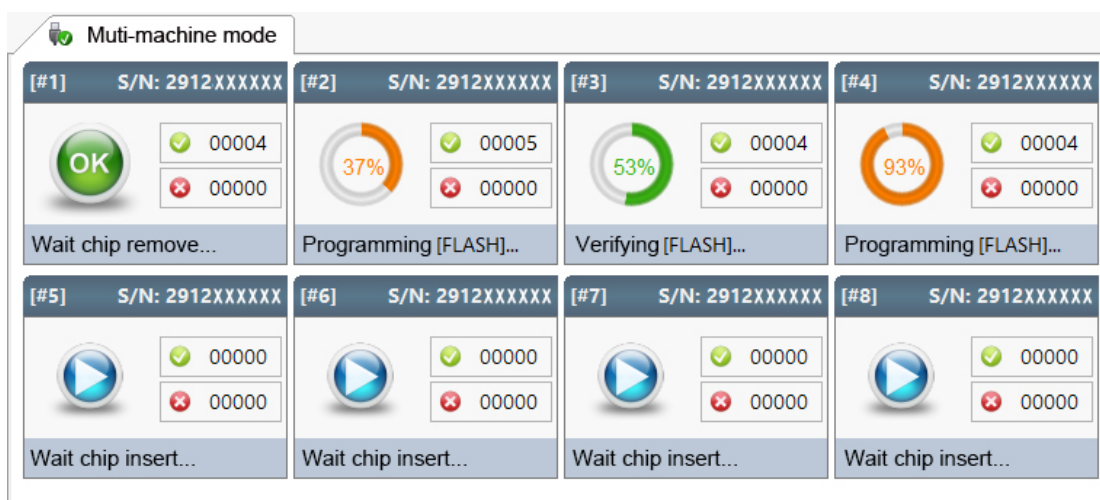 Muti-machine mode
[#1] S/N: 2912XXXXXX
OK
00004
00000
Wait chip remove...
[#2] S/N: 2912XXXXXX
37%
00005
00000
Programming [FLASH]...
[#3] S/N: 2912XXXXXX
53%
00004
00000
Verifying [FLASH]...
[#4] S/N: 2912XXXXXX
93%
00004
00000
Programming [FLASH]...
[#5] S/N: 2912XXXXXX
00000
00000
Wait chip insert...
[#6] S/N: 2912XXXXXX
00000
00000
Wait chip insert...
[#7] S/N: 2912XXXXXX
00000
00000
Wait chip insert...
[#8] S/N: 2912XXXXXX
00000
00000
Wait chip insert...